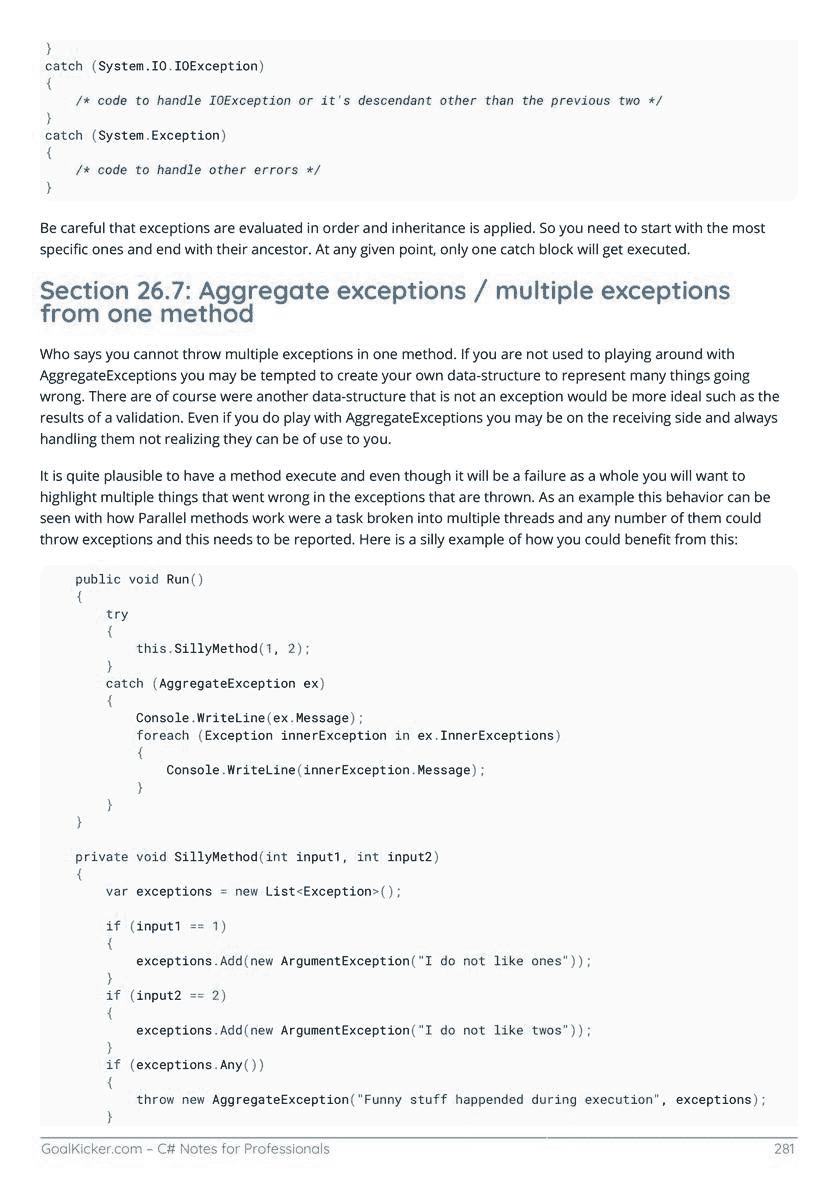 }
catch (System.IO.IOException)
{
    /* code to handle IOException or it's descendant other than the previous two */
}
catch (System.Exception)
{
    /* code to handle other errors */
}
Be careful that exceptions are evaluated in order and inheritance is applied. So you need to start with the most
specific ones and end with their ancestor. At any given point, only one catch block will get executed.
Section 26.7: Aggregate exceptions / multiple exceptions
from one method
Who says you cannot throw multiple exceptions in one method. If you are not used to playing around with
AggregateExceptions you may be tempted to create your own data-structure to represent many things going
wrong. There are of course were another data-structure that is not an exception would be more ideal such as the
results of a validation. Even if you do play with AggregateExceptions you may be on the receiving side and always
handling them not realizing they can be of use to you.
It is quite plausible to have a method execute and even though it will be a failure as a whole you will want to
highlight multiple things that went wrong in the exceptions that are thrown. As an example this behavior can be
seen with how Parallel methods work were a task broken into multiple threads and any number of them could
throw exceptions and this needs to be reported. Here is a silly example of how you could benefit from this:
    public void Run()
    {
        try
        {
            this.SillyMethod(1, 2);
        }
        catch (AggregateException ex)
        {
            Console.WriteLine(ex.Message);
            foreach (Exception innerException in ex.InnerExceptions)
            {
                Console.WriteLine(innerException.Message);
            }
        }
    }
    private void SillyMethod(int input1, int input2)
    {
        var exceptions = new List<Exception>();
        if (input1 == 1)
        {
            exceptions.Add(new ArgumentException("I do not like ones"));
        }
        if (input2 == 2)
        {
            exceptions.Add(new ArgumentException("I do not like twos"));
        }
        if (exceptions.Any())
        {
            throw new AggregateException("Funny stuff happended during execution", exceptions);
        }
GoalKicker.com – C# Notes for Professionals
281